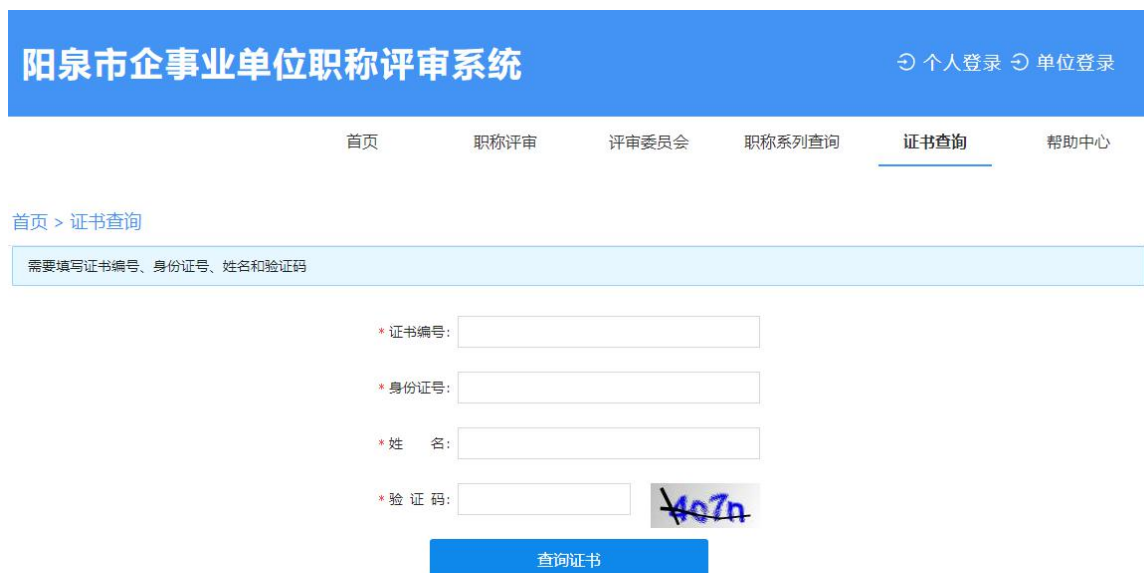 阳泉市企事业单位职称评审系统
个人登录 单位登录
首页 职称评审 评审委员会 职称系列查询 证书查询 帮助中心
首页 > 证书查询
需要填写证书编号、身份证号、姓名和验证码
* 证书编号:
* 身份证号:
* 姓 名:
* 验 证 码:
查询证书